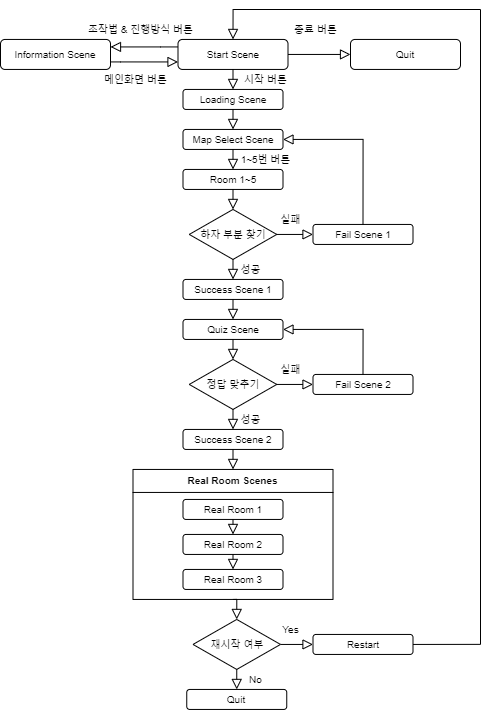 조작법 & 진행방식 버튼
종료 버튼
Information Scene
Start Scene
Quit
메인화면 버튼
시작 버튼
Loading Scene
Map Select Scene
1~5번 버튼
Room 1~5
실패
하자 부분 찾기
Fail Scene 1
성공
Success Scene 1
Quiz Scene
실패
정답 맞추기
Fail Scene 2
성공
Success Scene 2
Real Room Scenes
Real Room 1
Real Room 2
Real Room 3
Yes
재시작 여부
Restart
No
Quit